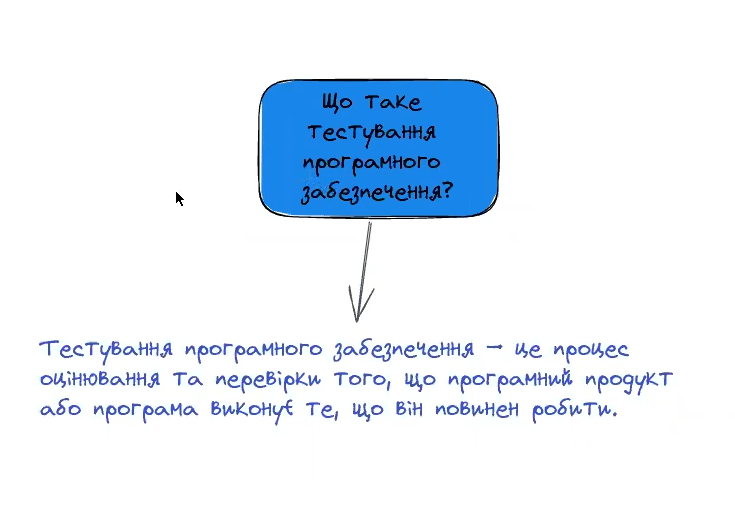 Що таке
тестування
програмного
забезпечення?
Тестування програмного забезпечення - це процес
оцінювання та перевірки того, що програмний продукт
або програма виконує те, що він повинен робити.